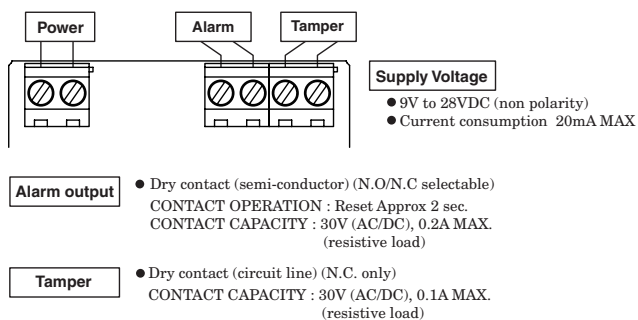 Power
Alarm
Tamper
Supply Voltage
● 9V to 28VDC (non polarity)
● Current consumption 20mA MAX
Alarm output
● Dry contact (semi-conductor) (N.O/N.C selectable)
CONTACT OPERATION : Reset Approx 2 sec.
CONTACT CAPACITY : 30V (AC/DC), 0.2A MAX.
(resistive load)
Tamper
● Dry contact (circuit line) (N.C. only)
CONTACT CAPACITY : 30V (AC/DC), 0.1A MAX.
(resistive load)